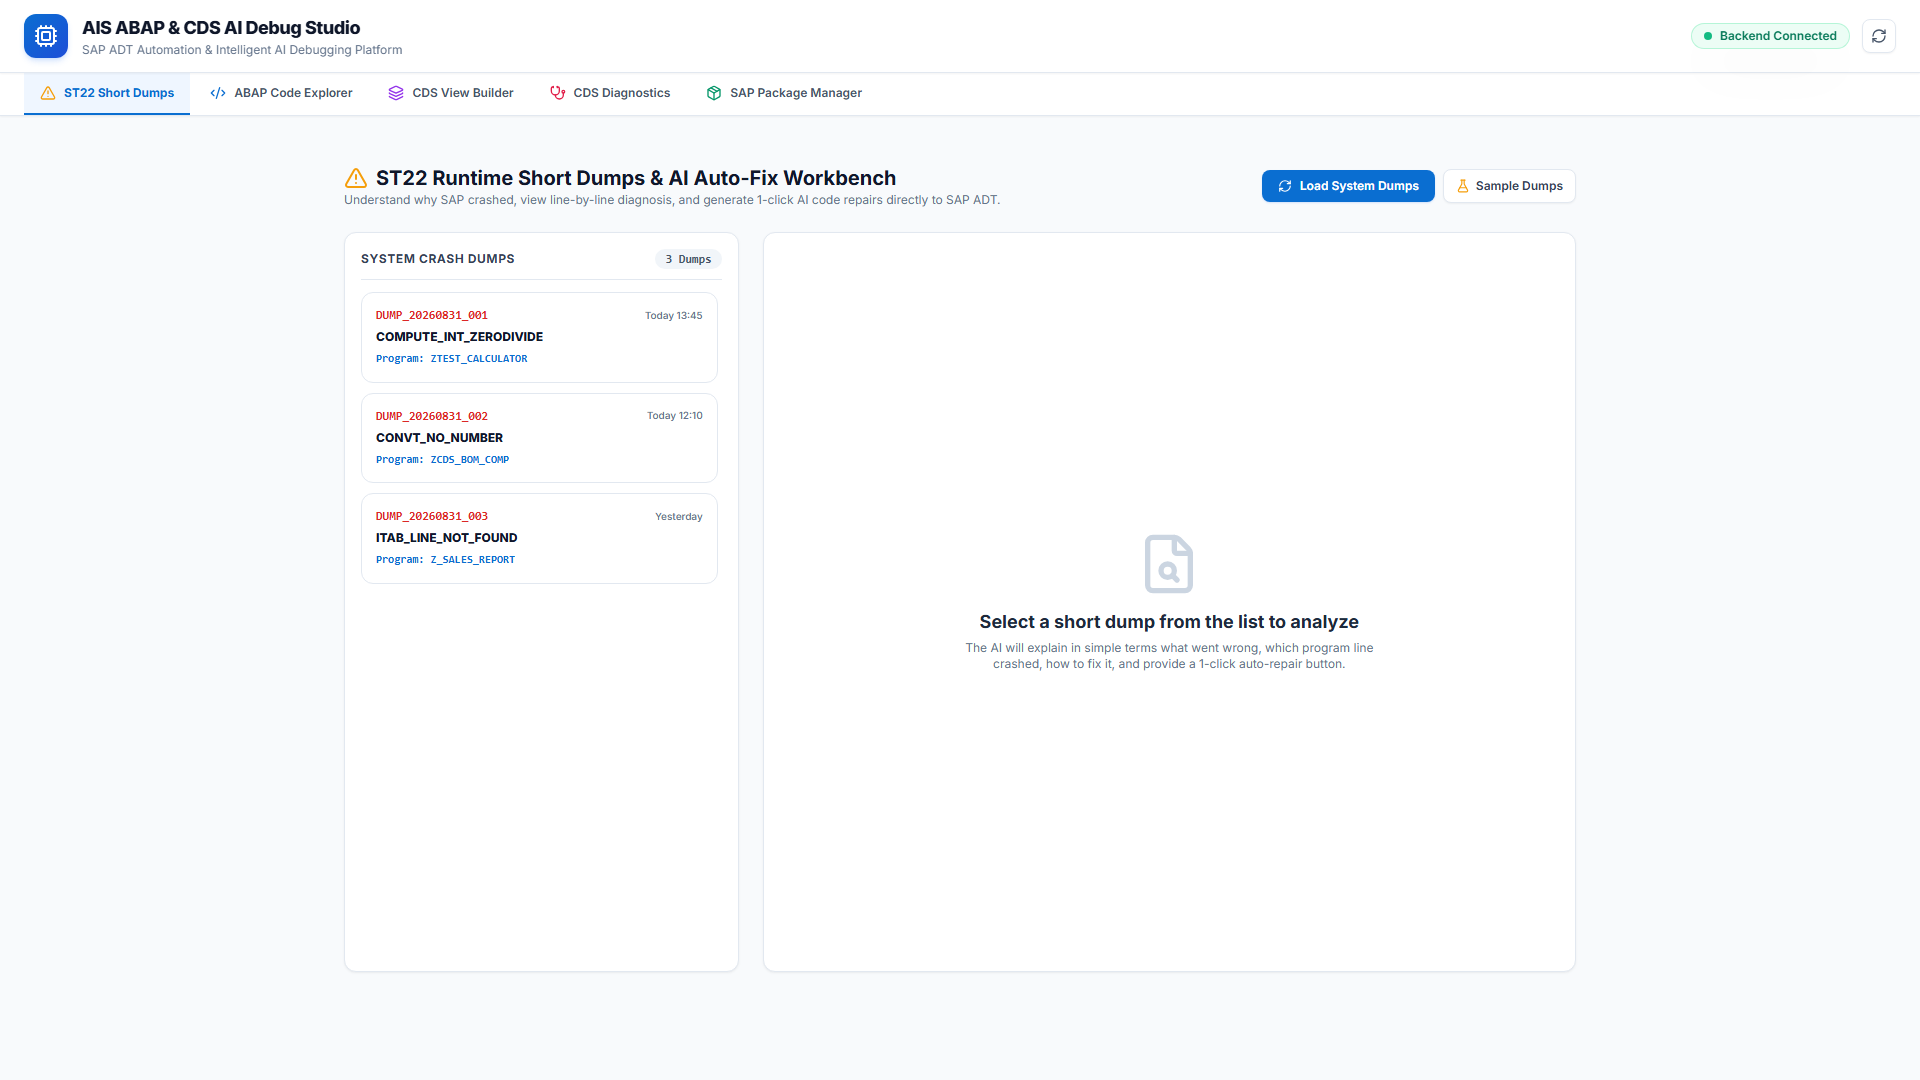 AIS ABAP & CDS AI Debug Studio
SAP ADT Automation & Intelligent AI Debugging Platform
Backend Connected
ST22 Short Dumps
ABAP Code Explorer
CDS View Builder
CDS Diagnostics
SAP Package Manager
ST22 Runtime Short Dumps & AI Auto-Fix Workbench
Understand why SAP crashed, view line-by-line diagnosis, and generate 1-click AI code repairs directly to SAP ADT.
Load System Dumps
Sample Dumps
SYSTEM CRASH DUMPS
3 Dumps
DUMP_20260831_001
Today 13:45
COMPUTE_INT_ZERODIVIDE
Program: ZTEST_CALCULATOR
DUMP_20260831_002
Today 12:10
CONVT_NO_NUMBER
Program: ZCDS_BOM_COMP
DUMP_20260831_003
Yesterday
ITAB_LINE_NOT_FOUND
Program: Z_SALES_REPORT
Select a short dump from the list to analyze
The AI will explain in simple terms what went wrong, which program line
crashed, how to fix it, and provide a 1-click auto-repair button.